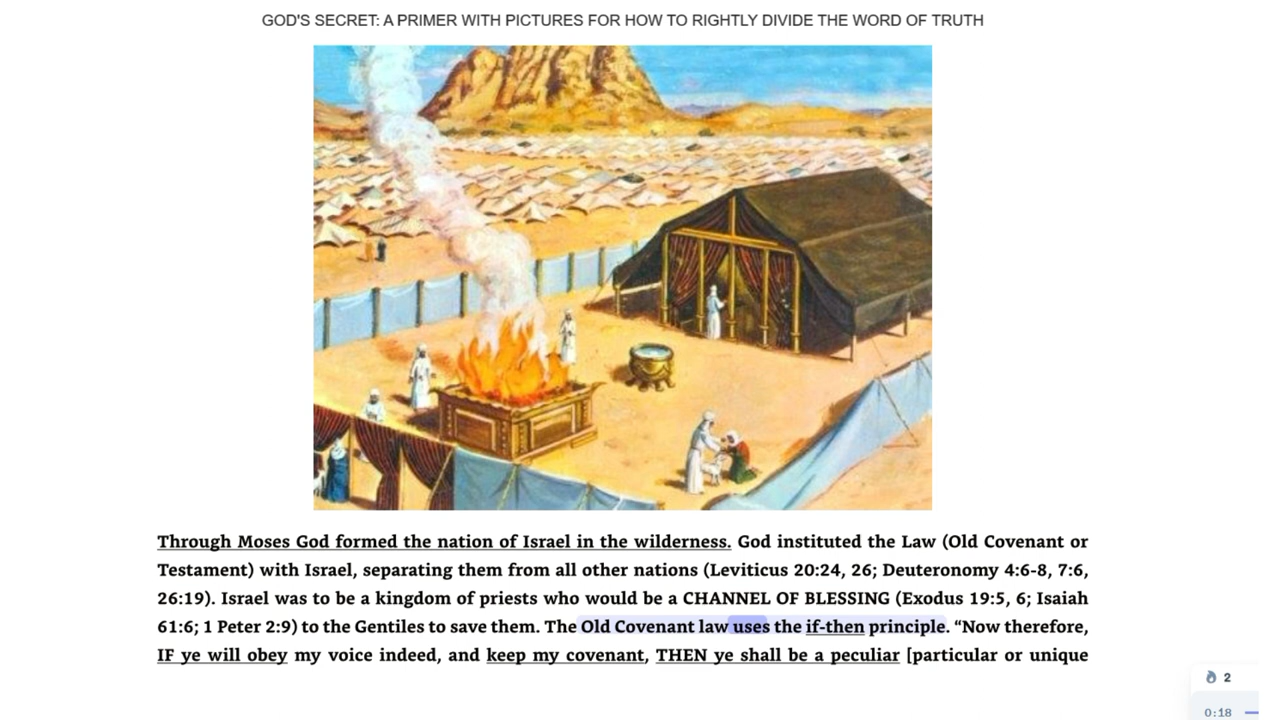 GOD'S SECRET: A PRIMER WITH PICTURES FOR HOW TO RIGHTLY DIVIDE THE WORD OF TRUTH
Through Moses God formed the nation of Israel in the wilderness. God instituted the Law (Old Covenant or
Testament) with Israel, separating them from all other nations (Leviticus 20:24, 26; Deuteronomy 4:6-8, 7:6,
26:19). Israel was to be a kingdom of priests who would be a CHANNEL OF BLESSING (Exodus 19:5, 6; Isaiah
61:6; 1 Peter 2:9) to the Gentiles to save them. The Old Covenant law uses the if-then principle. “Now therefore,
IF ye will obey my voice indeed, and keep my covenant, THEN ye shall be a peculiar [particular or unique
2
0:18